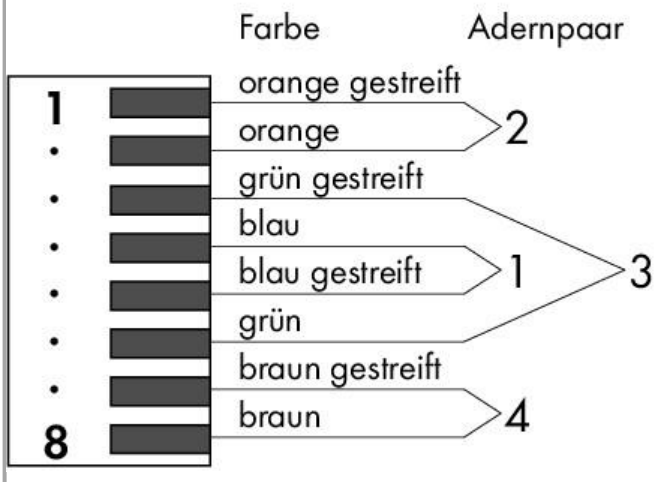 Farbe Adernpaar
1 orange gestreift
orange 2
grün gestreift
blau
blau gestreift 1 3
grün
braun gestreift
8 braun 4